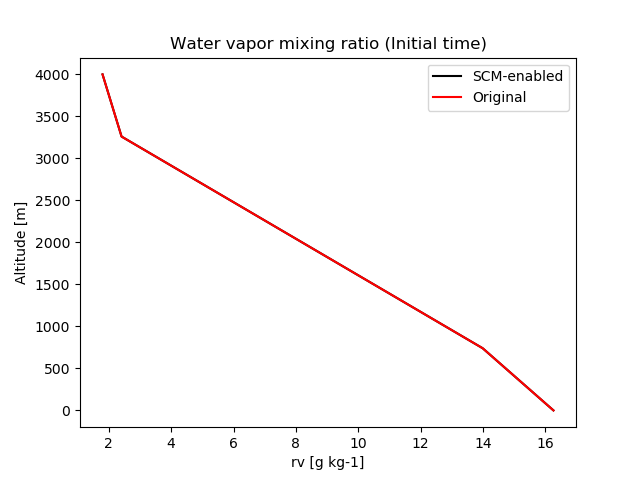 Water vapor mixing ratio (Initial time)
SCM-enabled
Original
Altitude [m]
4000
3500
3000
2500
2000
1500
1000
500
0
2 4 6 8 10 12 14 16
rv [g kg-1]